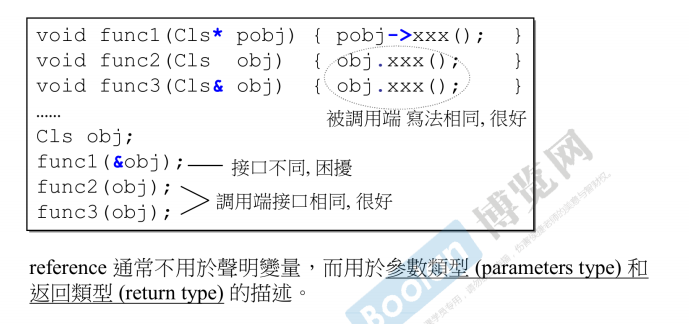 void func1(Cls* pobj) { pobj->xxx(); }
void func2(Cls obj) { obj.xxx(); }
void func3(Cls& obj) { obj.xxx(); }
......
被調用端 寫法相同, 很好
Cls obj;
func1(&obj); 接口不同, 困擾
func2(obj);
調用端接口相同, 很好
func3(obj);
reference 通常不用於聲明變量，而用於參數類型 (parameters type) 和
返回類型 (return type) 的描述。
Boolan 博覽